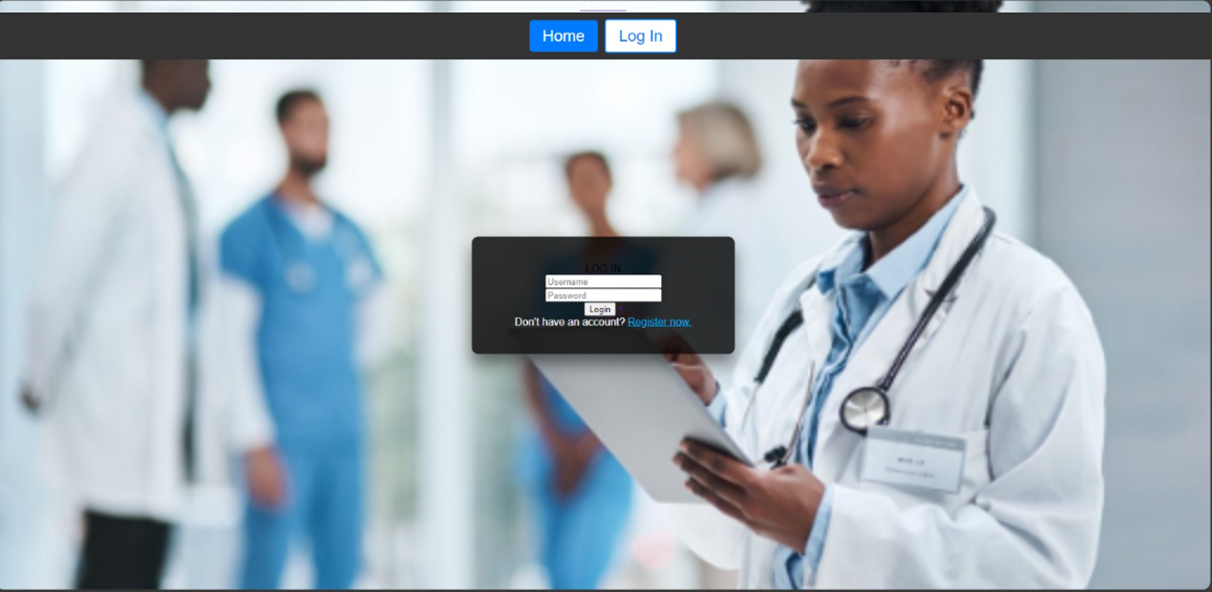 Home Log In
LOG IN
Username
Password
Login
Don't have an account? Register now.